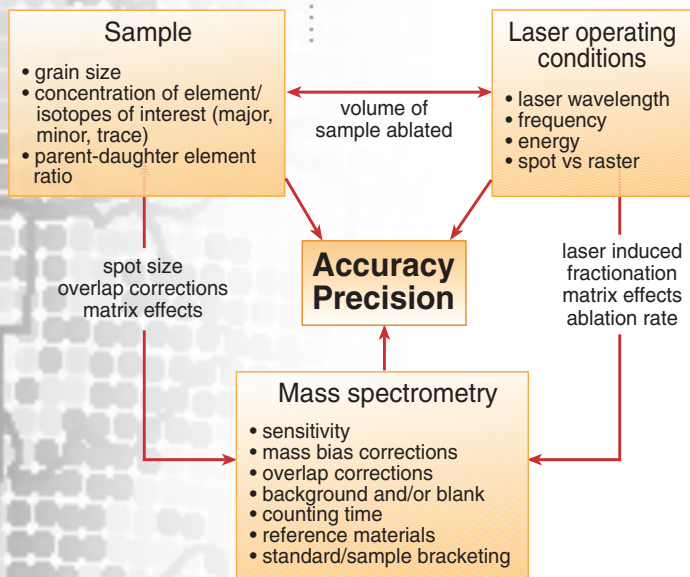 Sample
• grain size
• concentration of element/
isotopes of interest (major,
minor, trace)
• parent-daughter element
ratio
volume of
sample ablated
Laser operating
conditions
• laser wavelength
• frequency
• energy
• spot vs raster
spot size
overlap corrections
matrix effects
Accuracy
Precision
laser induced
fractionation
matrix effects
ablation rate
Mass spectrometry
• sensitivity
• mass bias corrections
• overlap corrections
• background and/or blank
• counting time
• reference materials
• standard/sample bracketing